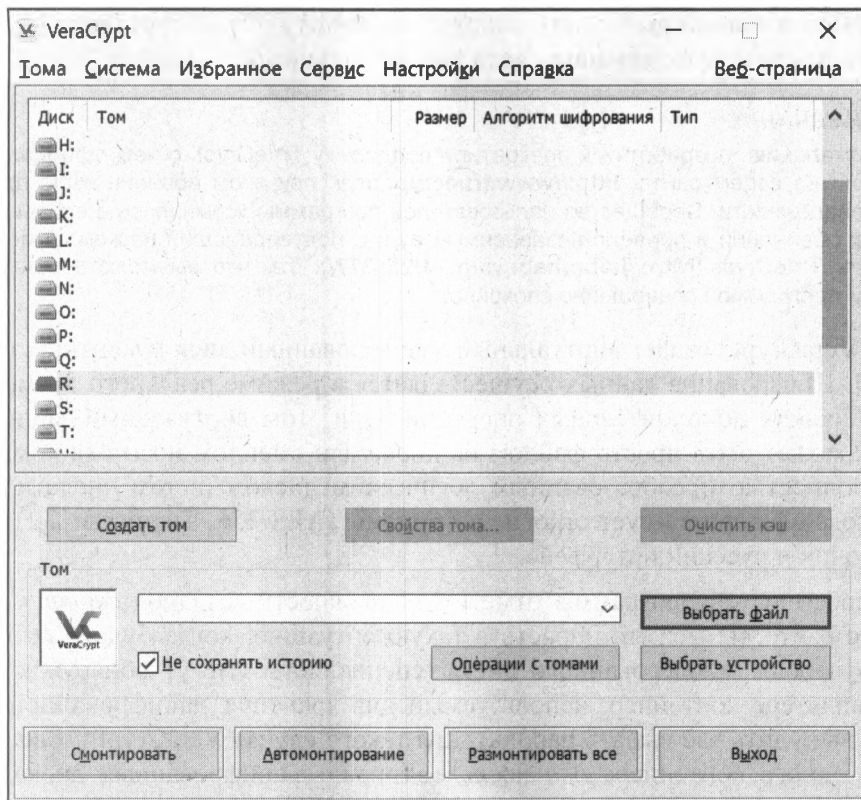 VeraCrypt
Тома Система Избранное Сервис Настройки Справка Веб-страница
Диск Том Размер Алгоритм шифрования Тип
H:
I:
J:
K:
L:
M:
N:
O:
P:
Q:
R:
S:
T:
Создать том Свойства тома... Очистить кэш
Том
VeraCrypt
Выбрать файл
Не сохранять историю Операции с томами Выбрать устройство
Смонтировать Автомонтирование Размонтировать все Выход